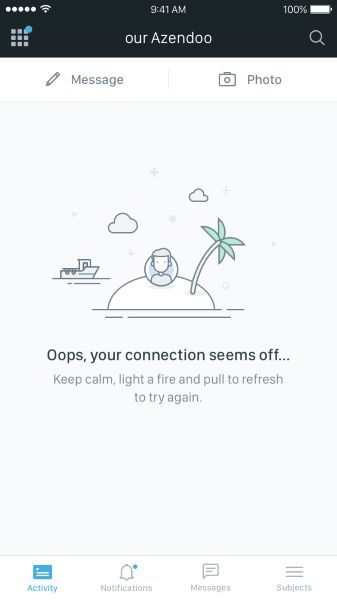 9:41 AM
100%
our Azendoo
Message
Photo
Oops, your connection seems off...
Keep calm, light a fire and pull to refresh
to try again.
Activity
Notifications
Messages
Subjects